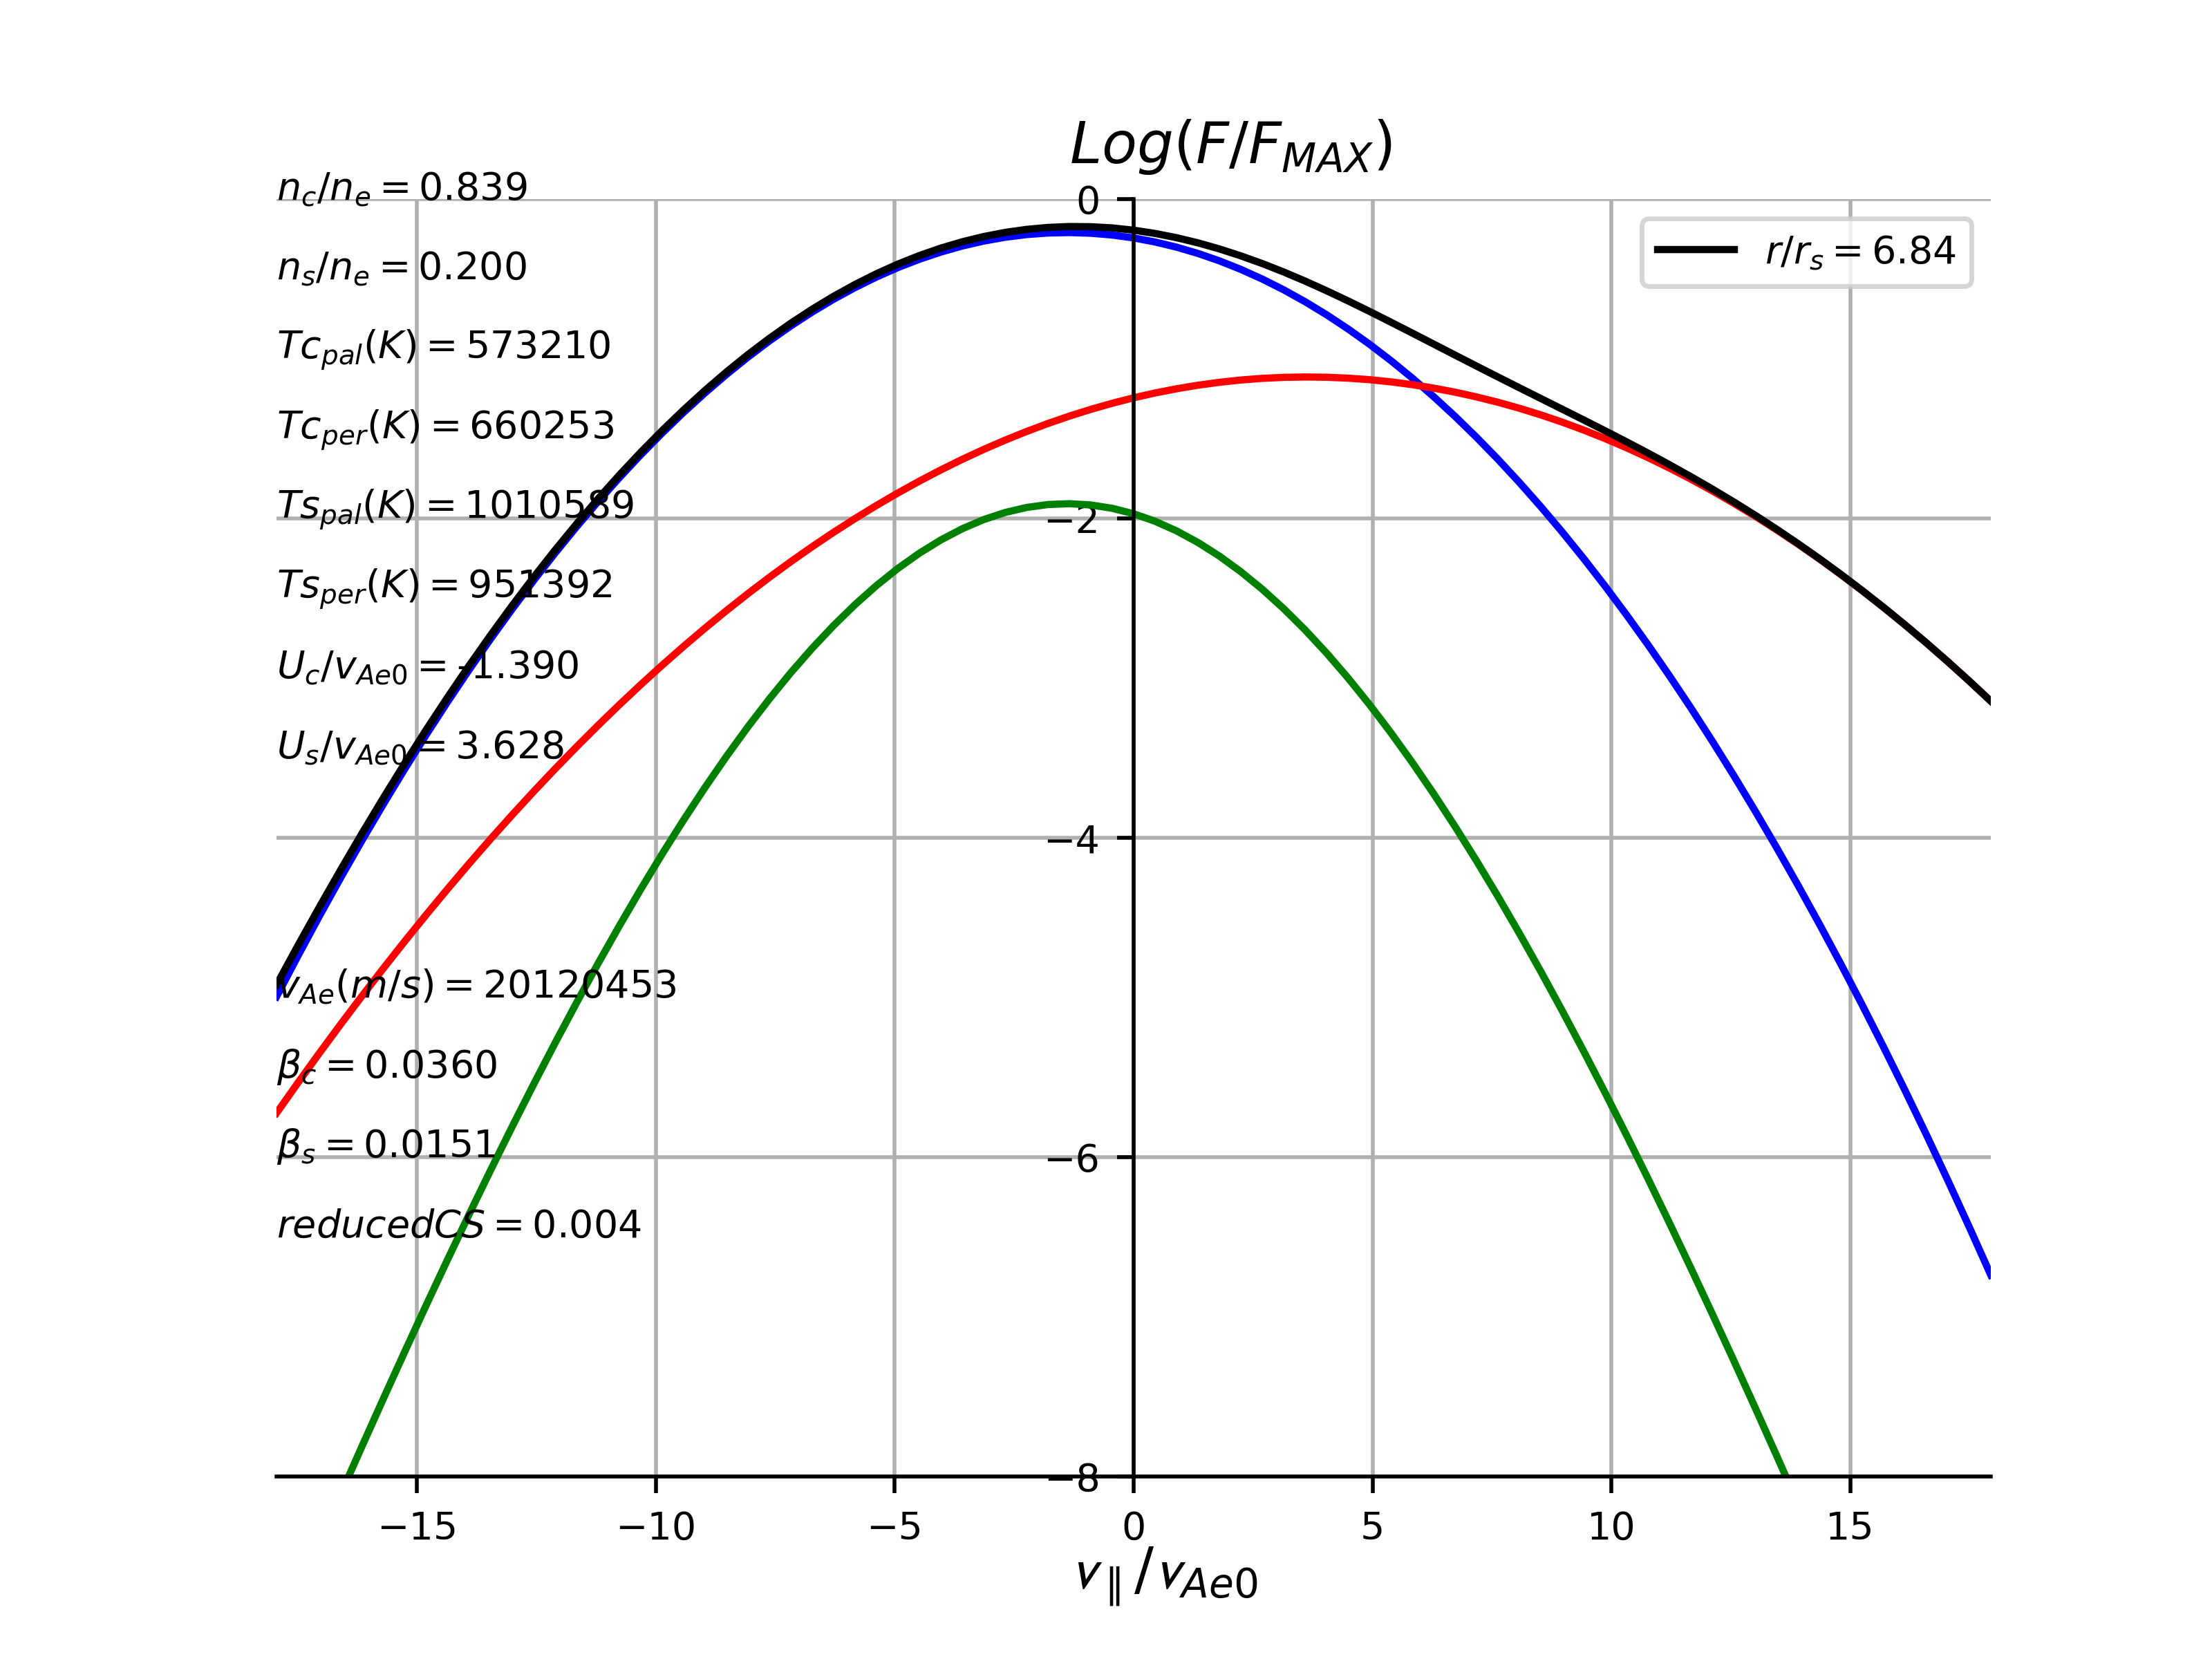 Log(F/F_MAX)
n_c/n_e = 0.839
0
n_s/n_e = 0.200
r/r_s = 6.84
Tc_pal(K) = 573210
Tc_per(K) = 660253
Ts_pal(K) = 1010589
−2
Ts_per(K) = 951392
U_c/v_Ae0 = -1.390
U_s/v_Ae0 = 3.628
−4
v_Ae(m/s) = 20120453
β_c = 0.0360
β_s = 0.0151
−6
reducedCS = 0.004
−8
−15 −10 −5 0 5 10 15
v_∥/v_Ae0